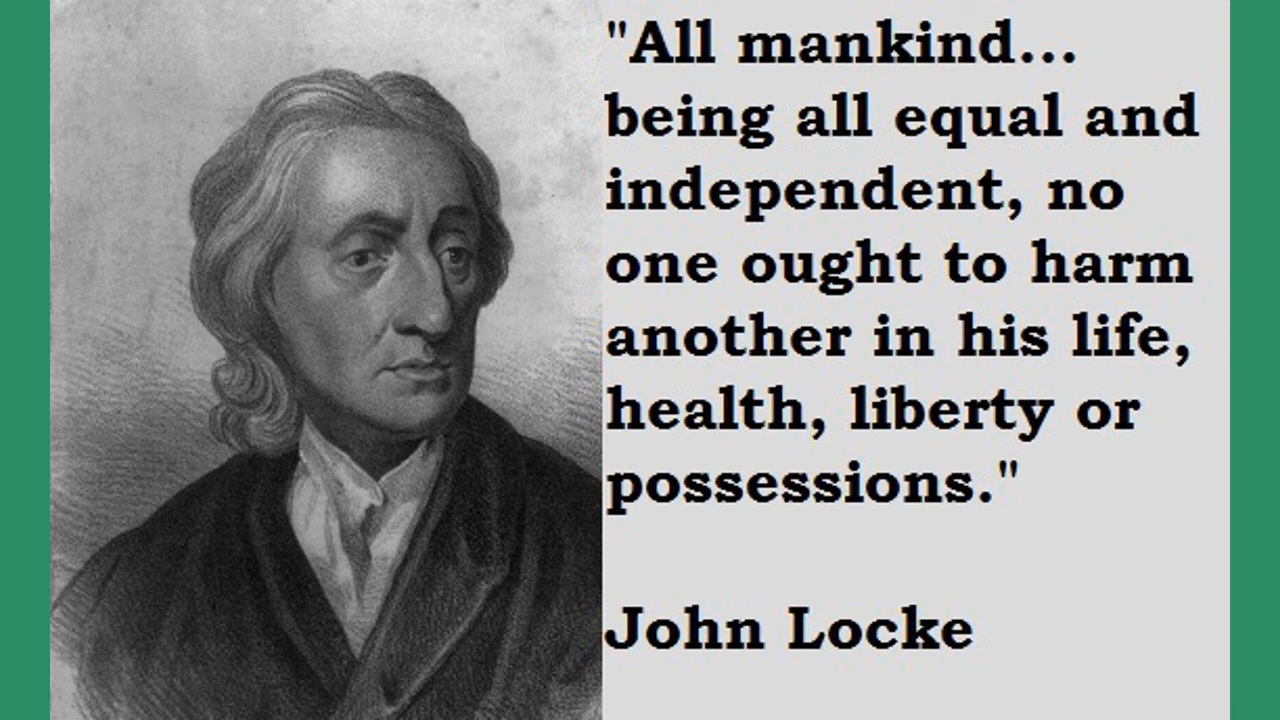 "All mankind...
being all equal and
independent, no
one ought to harm
another in his life,
health, liberty or
possessions."
John Locke